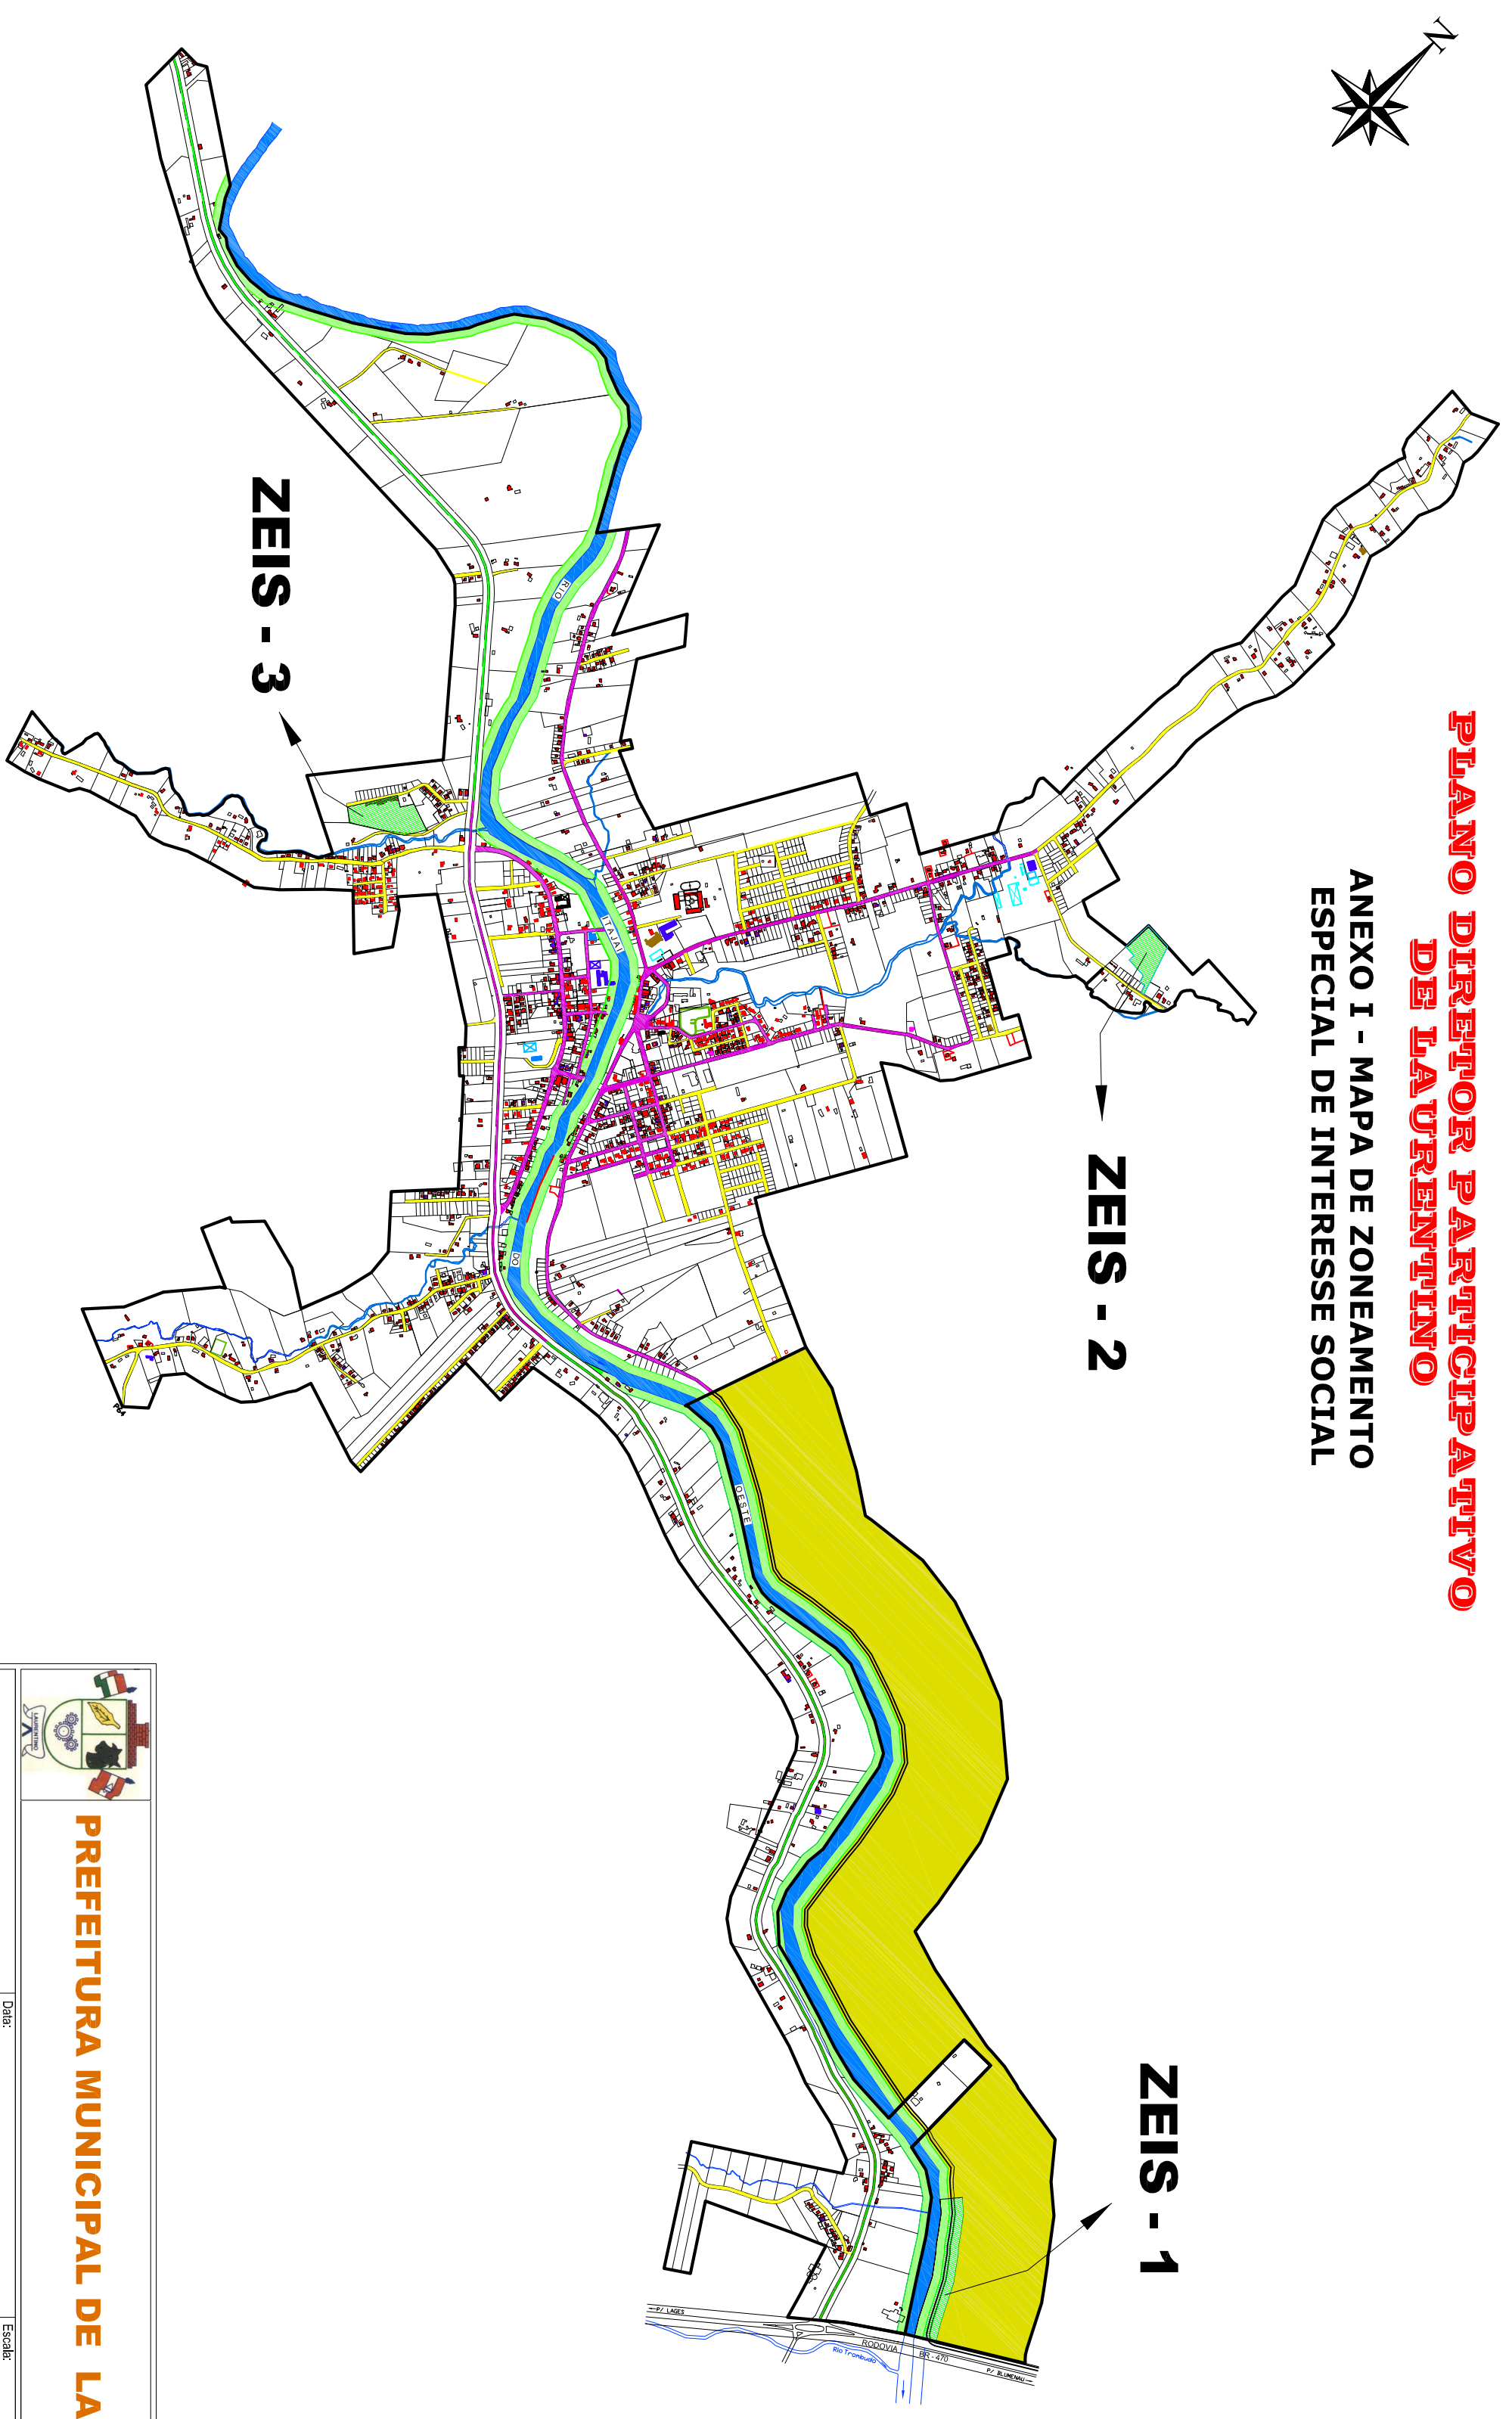 PLANO DIRETOR PARTICIPATIVO
DE LAURENTINO
ANEXO I - MAPA DE ZONEAMENTO
ESPECIAL DE INTERESSE SOCIAL
N
ZEIS - 3
ZEIS - 2
ZEIS - 1
RIO
ITAJAI
DO
OESTE
P/ LAGES
RODOVIA
BR - 470
P/ BLUMENAU
Rio Trombudo
LAURENTINO
PREFEITURA MUNICIPAL DE LA
Data:
Escala: